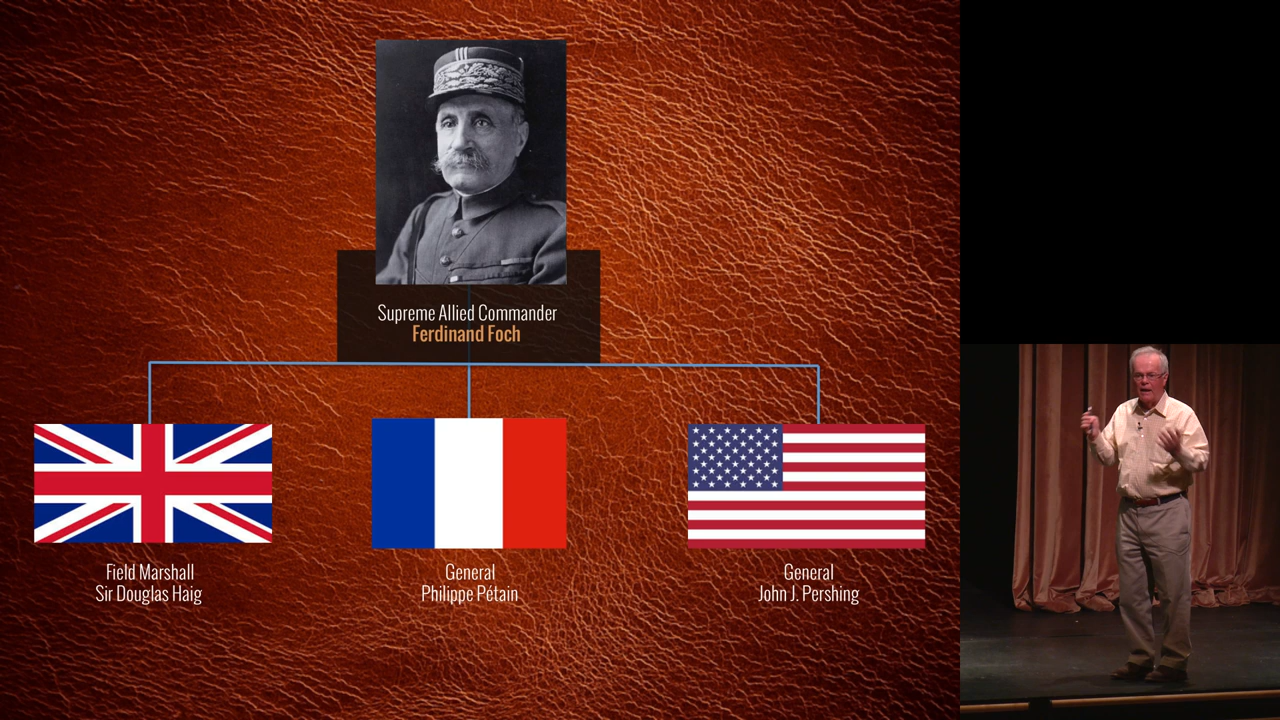 Supreme Allied Commander
Ferdinand Foch
Field Marshall
Sir Douglas Haig
General
Philippe Pétain
General
John J. Pershing